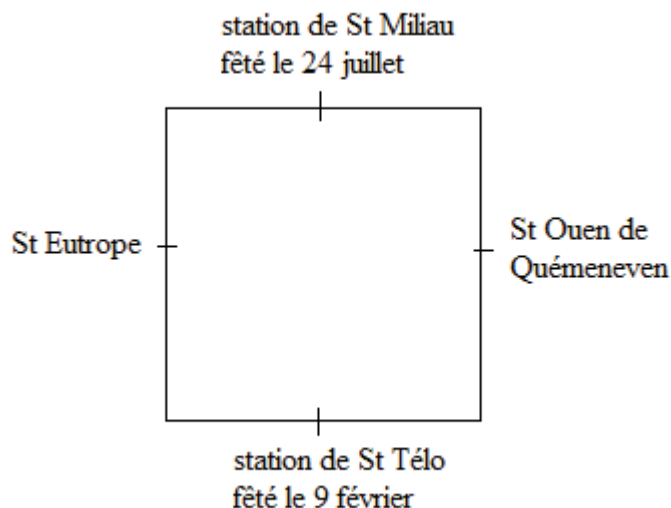 station de St Miliau
fêté le 24 juillet
St Eutrope
St Ouen de
Quémeneven
station de St Télo
fêté le 9 février